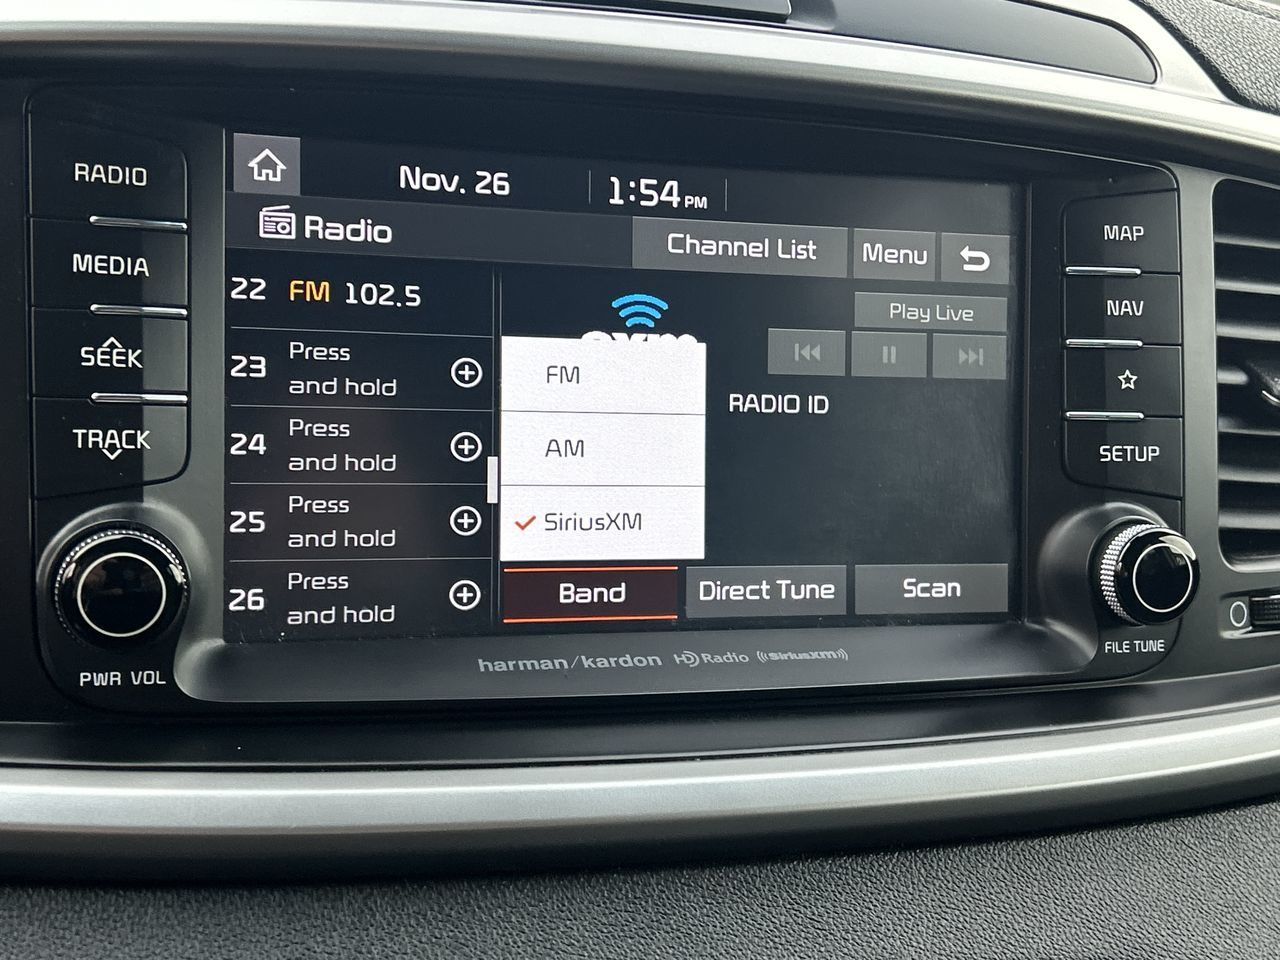 RADIO
MEDIA
SEEK
TRACK
PWR VOL
Nov. 26
1:54 PM
Radio
Channel List
Menu
22 FM 102.5
23 Press
and hold
24 Press
and hold
25 Press
and hold
26 Press
and hold
Play Live
RADIO ID
FM
AM
SiriusXM
Band
Direct Tune
Scan
harman/kardon HD Radio ((SiriusXM))
MAP
NAV
SETUP
FILE TUNE